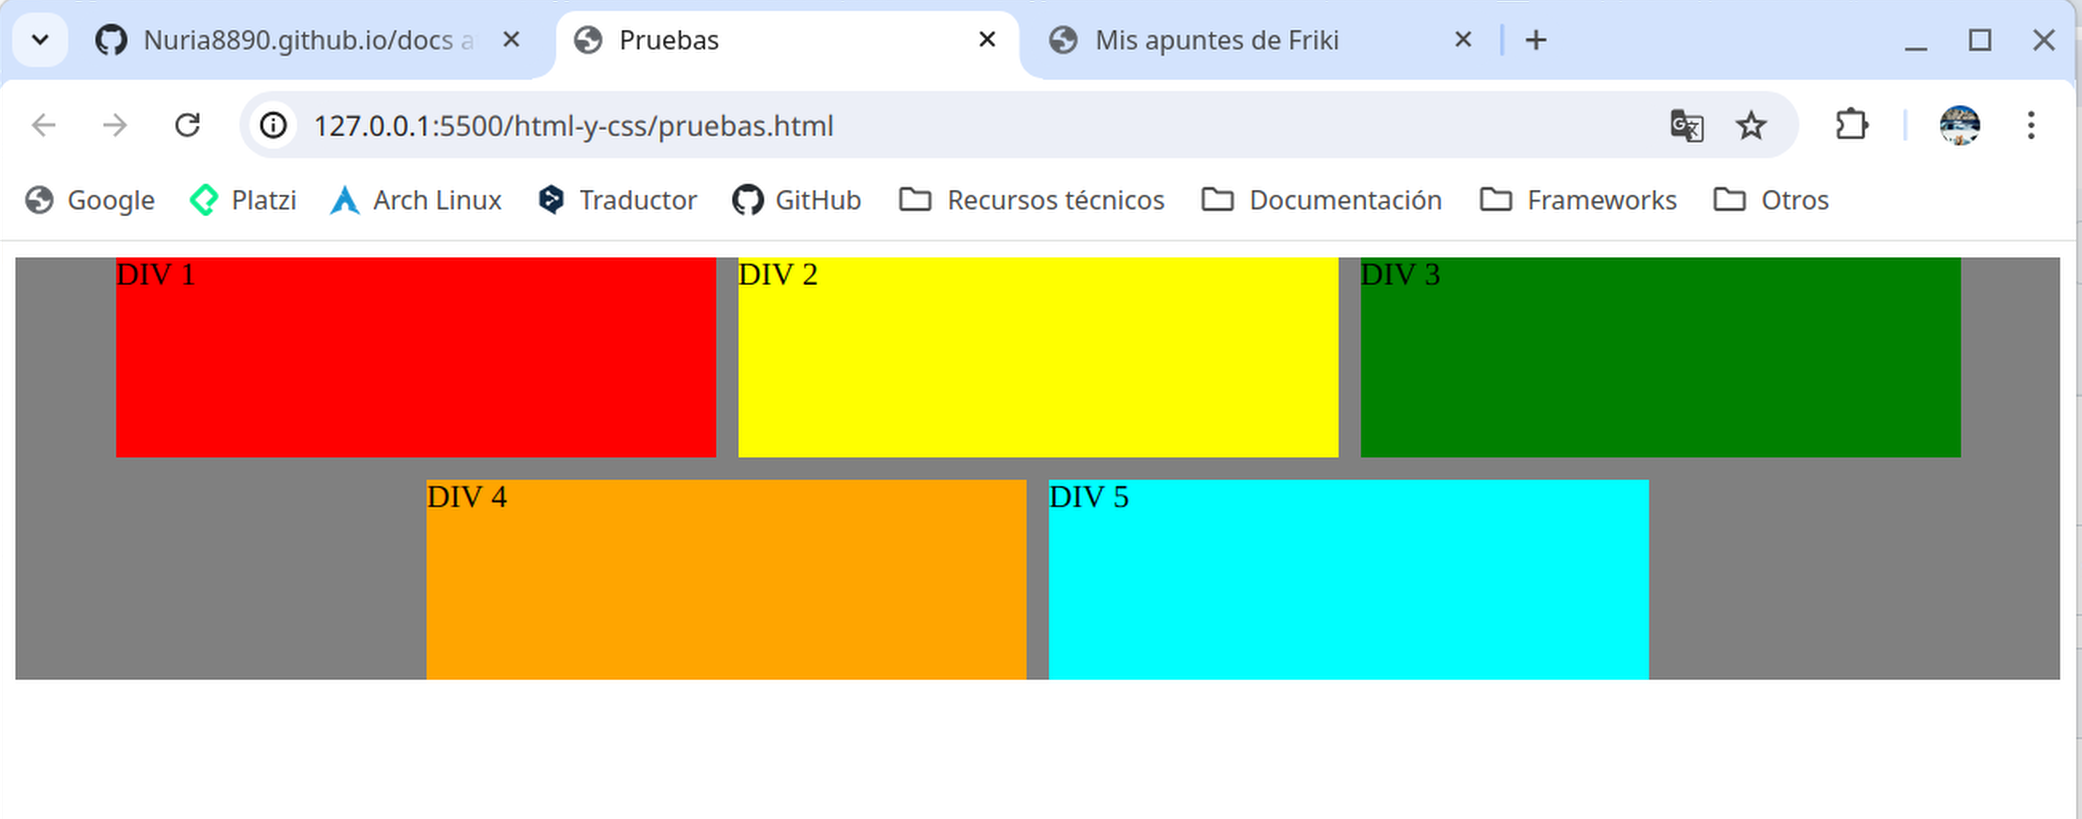 Nuria8890.github.io/docs a
Pruebas
Mis apuntes de Friki
127.0.0.1:5500/html-y-css/pruebas.html
Google
Platzi
Arch Linux
Traductor
GitHub
Recursos técnicos
Documentación
Frameworks
Otros
DIV 1
DIV 2
DIV 3
DIV 4
DIV 5